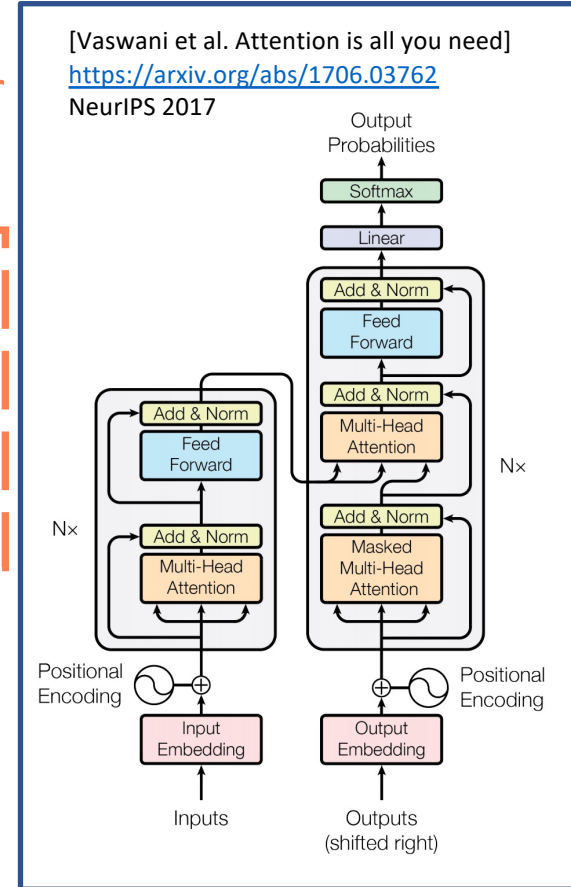 [Vaswani et al. Attention is all you need]
https://arxiv.org/abs/1706.03762
NeurIPS 2017
Output
Probabilities
Softmax
Linear
Add & Norm
Feed
Forward
Add & Norm
Multi-Head
Attention
Nx
Add & Norm
Masked
Multi-Head
Attention
Positional
Encoding
Output
Embedding
Outputs
(shifted right)
Add & Norm
Feed
Forward
Nx
Add & Norm
Multi-Head
Attention
Positional
Encoding
Input
Embedding
Inputs